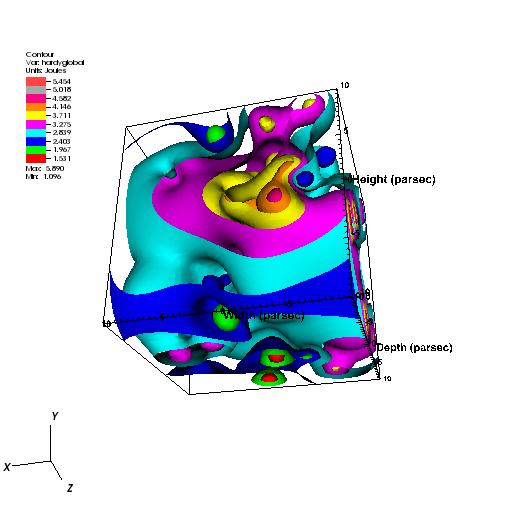 Contour
Var: hardyglobal
Units: Joules
5.454
5.018
4.582
4.146
3.711
3.275
2.839
2.403
1.967
1.531
Max: 5.890
Min: 1.096
10
5
Height (parsec)
10
5
Width (parsec)
Depth (parsec)
10
Y
X
Z